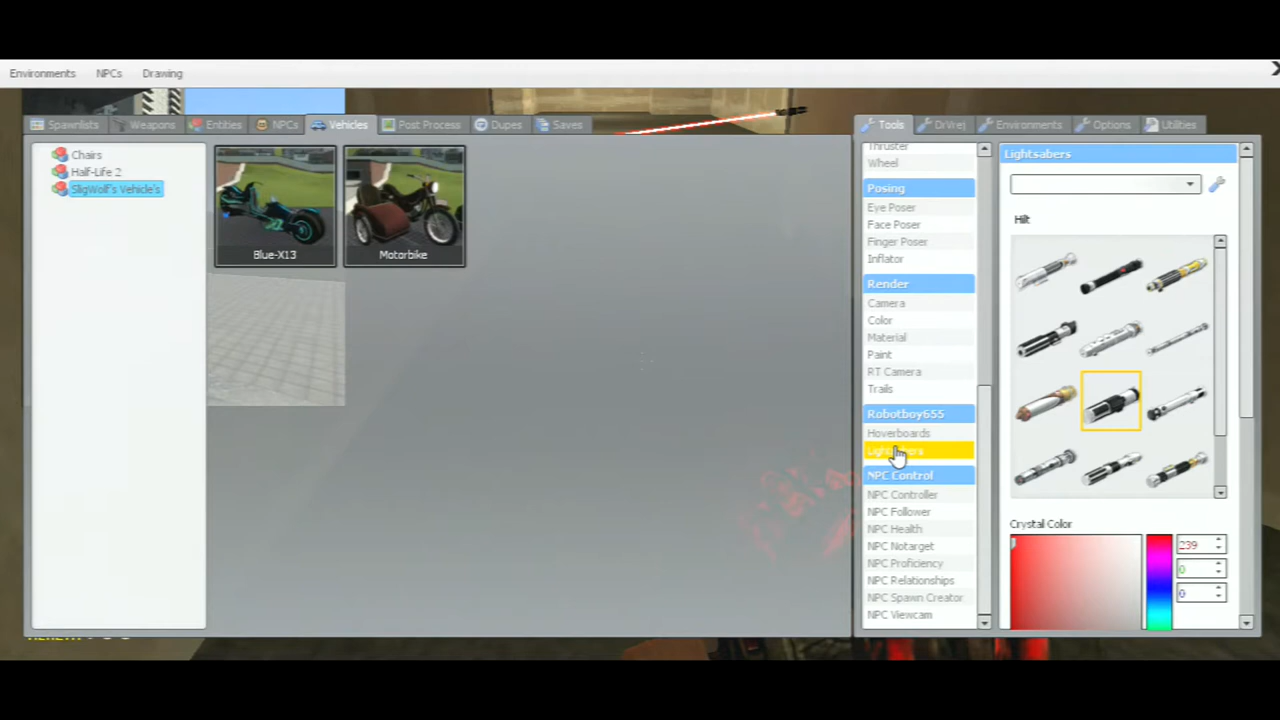 Environments NPCs Drawing
Spawnlists Weapons Entities NPCs Vehicles Post Process Dupes Saves
Chairs
Half-Life 2
SligWolf's Vehicle's
Blue-X13
Motorbike
Tools DrVrej Environments Options Utilities
Thruster
Wheel
Posing
Eye Poser
Face Poser
Finger Poser
Inflator
Render
Camera
Color
Material
Paint
RT Camera
Trails
Robotboy655
Hoverboards
NPC Control
NPC Controller
NPC Follower
NPC Health
NPC Notarget
NPC Proficiency
NPC Relationships
NPC Spawn Creator
NPC Viewcam
Lightsabers
Hilt
Crystal Color
239
0
0